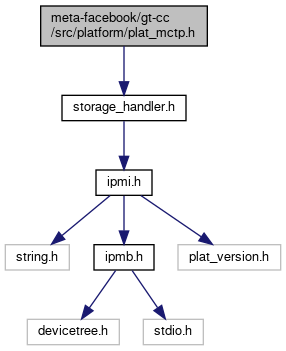 meta-facebook/gt-cc
/src/platform/plat_mctp.h
storage_handler.h
ipmi.h
string.h
ipmb.h
plat_version.h
devicetree.h
stdio.h